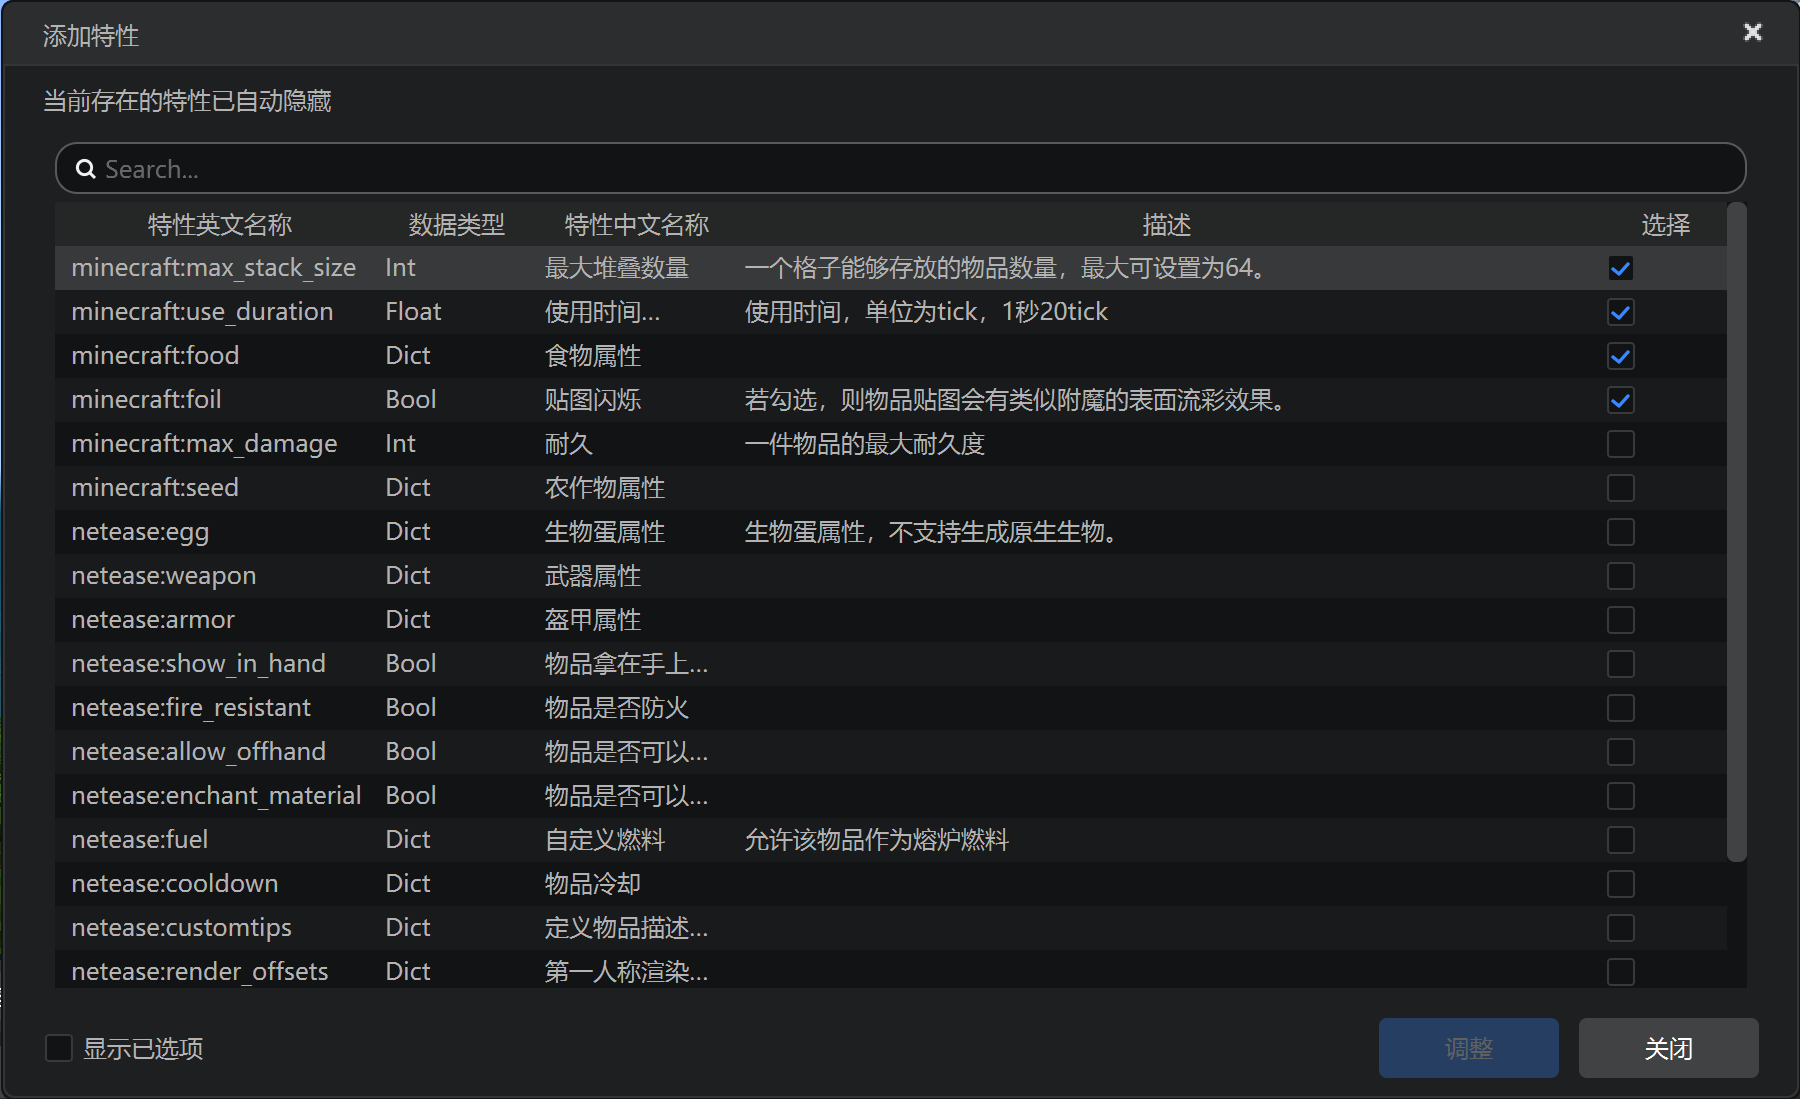 添加特性
当前存在的特性已自动隐藏
Search...
特性英文名称 数据类型 特性中文名称 描述 选择
minecraft:max_stack_size Int 最大堆叠数量 一个格子能够存放的物品数量，最大可设置为64。
minecraft:use_duration Float 使用时间... 使用时间，单位为tick，1秒20tick
minecraft:food Dict 食物属性
minecraft:foil Bool 贴图闪烁 若勾选，则物品贴图会有类似附魔的表面流彩效果。
minecraft:max_damage Int 耐久 一件物品的最大耐久度
minecraft:seed Dict 农作物属性
netease:egg Dict 生物蛋属性 生物蛋属性，不支持生成原生生物。
netease:weapon Dict 武器属性
netease:armor Dict 盔甲属性
netease:show_in_hand Bool 物品拿在手上...
netease:fire_resistant Bool 物品是否防火
netease:allow_offhand Bool 物品是否可以...
netease:enchant_material Bool 物品是否可以...
netease:fuel Dict 自定义燃料 允许该物品作为熔炉燃料
netease:cooldown Dict 物品冷却
netease:customtips Dict 定义物品描述...
netease:render_offsets Dict 第一人称渲染...
显示已选项 调整 关闭